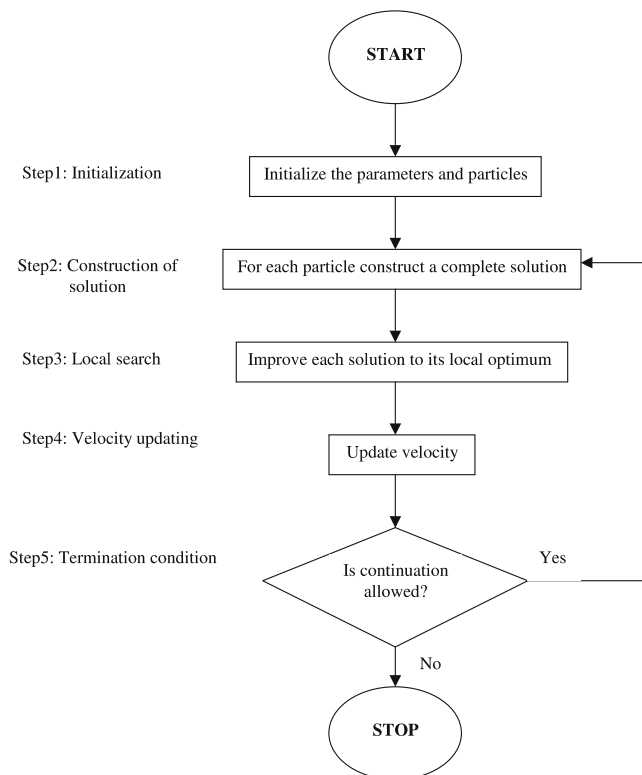 START
Step1: Initialization
Initialize the parameters and particles
Step2: Construction of
solution
For each particle construct a complete solution
Step3: Local search
Improve each solution to its local optimum
Step4: Velocity updating
Update velocity
Step5: Termination condition
Is continuation
allowed?
Yes
No
STOP